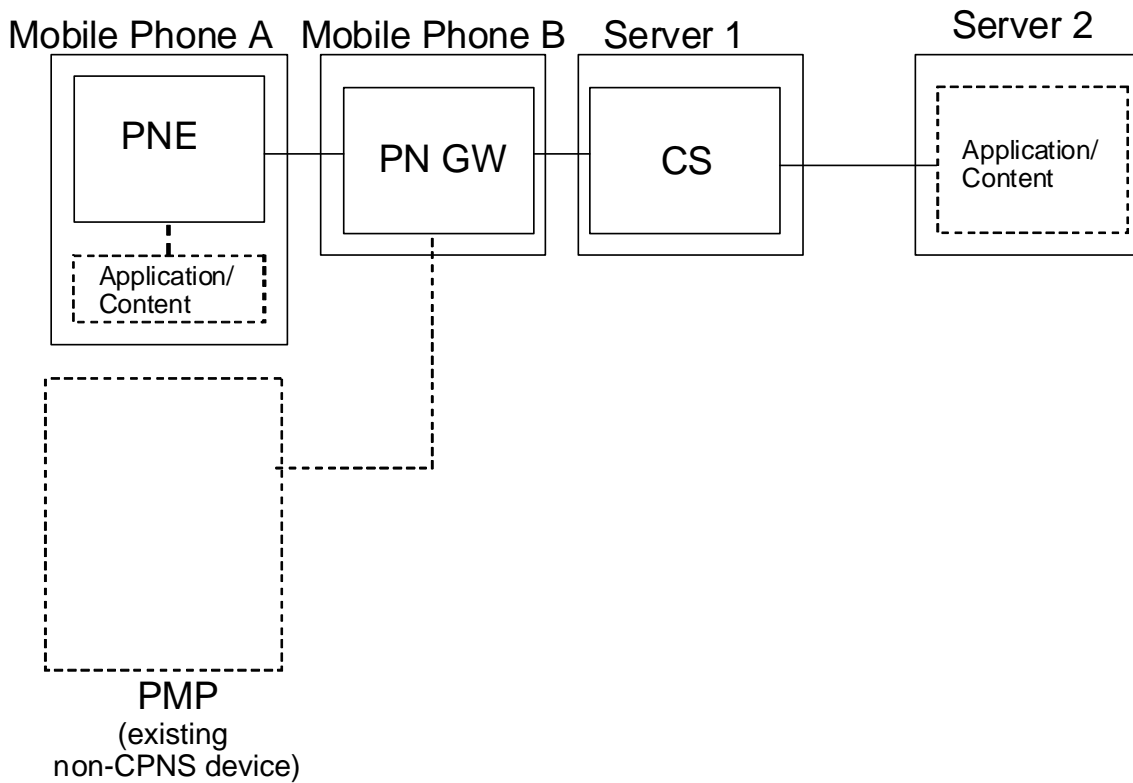 Mobile Phone A
Mobile Phone B
Server 1
Server 2
PNE
PN GW
CS
Application/
Content
Application/
Content
PMP
(existing
non-CPNS device)